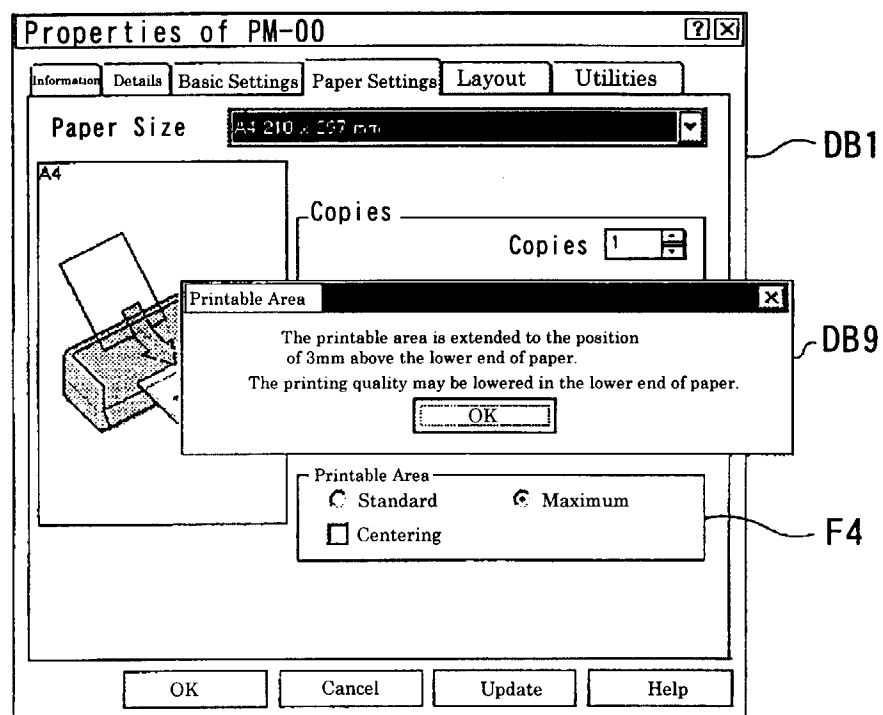 Properties of PM-00 ? ×
Information Details Basic Settings Paper Settings Layout Utilities
Paper Size A4 210 x 297 mm
DB1
A4
Copies
Copies 1
Printable Area ×
DB9
The printable area is extended to the position
of 3mm above the lower end of paper.
The printing quality may be lowered in the lower end of paper.
OK
Printable Area
Standard Maximum
Centering
F4
OK Cancel Update Help